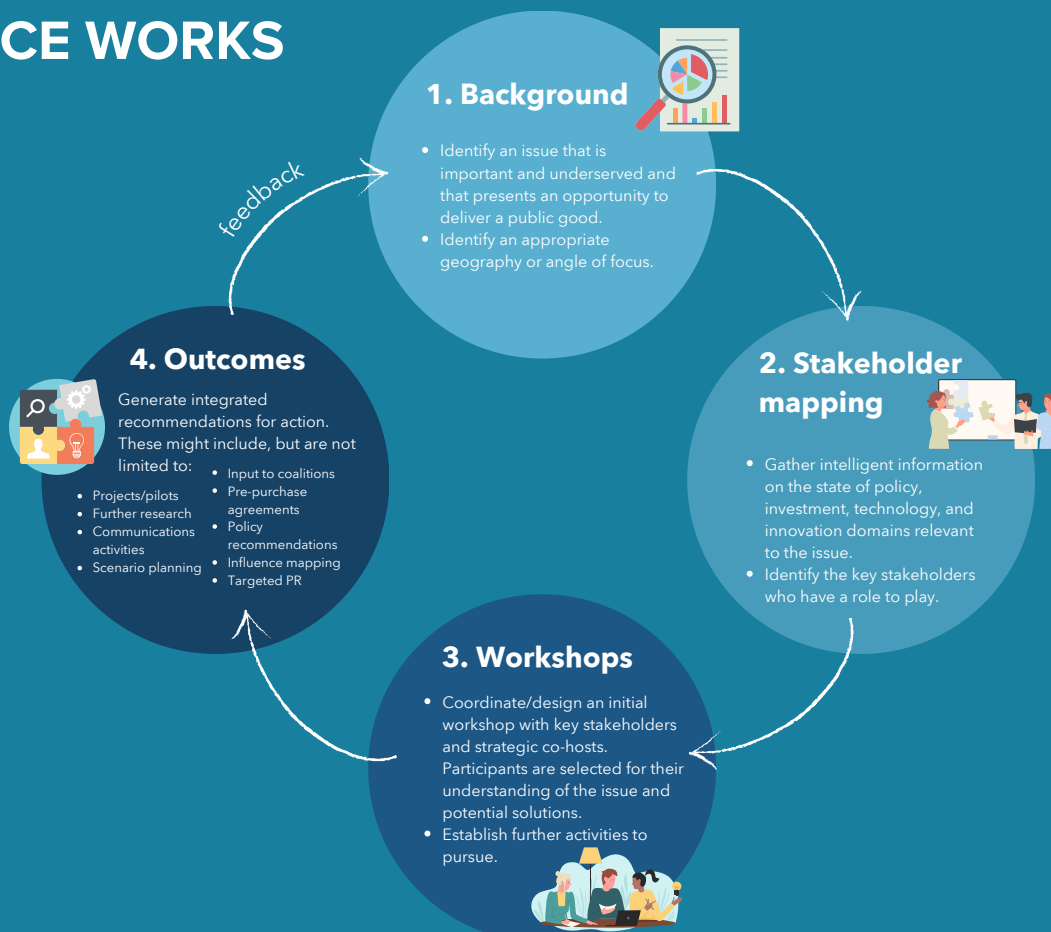 CE WORKS
1. Background
• Identify an issue that is
important and underserved and
that presents an opportunity to
deliver a public good.
• Identify an appropriate
geography or angle of focus.
feedback
2. Stakeholder
mapping
• Gather intelligent information
on the state of policy,
investment, technology, and
innovation domains relevant
to the issue.
• Identify the key stakeholders
who have a role to play.
3. Workshops
• Coordinate/design an initial
workshop with key stakeholders
and strategic co-hosts.
Participants are selected for their
understanding of the issue and
potential solutions.
• Establish further activities to
pursue.
4. Outcomes
Generate integrated
recommendations for action.
These might include, but are not
limited to:
• Projects/pilots
• Further research
• Communications
activities
• Scenario planning
• Input to coalitions
• Pre-purchase
agreements
• Policy
recommendations
• Influence mapping
• Targeted PR